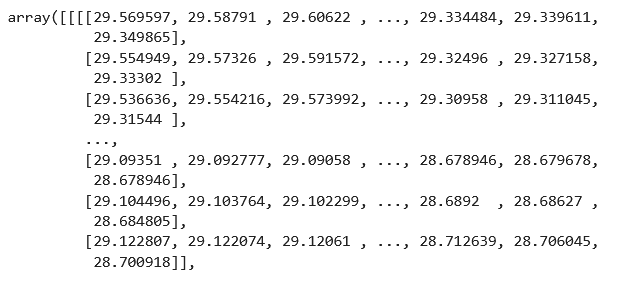 array([[[[29.569597, 29.58791 , 29.60622 , ..., 29.334484, 29.339611,
29.349865],
[29.554949, 29.57326 , 29.591572, ..., 29.32496 , 29.327158,
29.33302 ],
[29.536636, 29.554216, 29.573992, ..., 29.30958 , 29.311045,
29.31544 ],
...,
[29.09351 , 29.092777, 29.09058 , ..., 28.678946, 28.679678,
28.678946],
[29.104496, 29.103764, 29.102299, ..., 28.6892  , 28.68627 ,
28.684805],
[29.122807, 29.122074, 29.12061 , ..., 28.712639, 28.706045,
28.700918]],